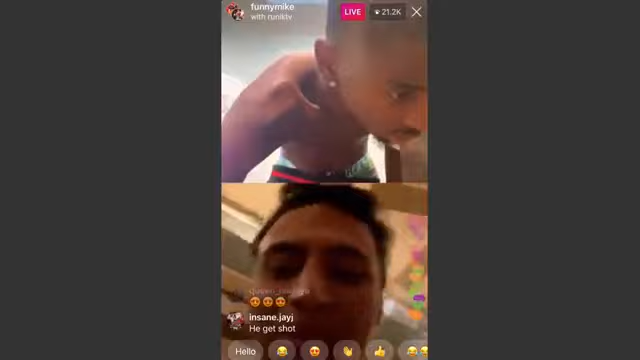 funnymike
with runiktv
LIVE
21.2K
insane.jayj
He get shot
Hello